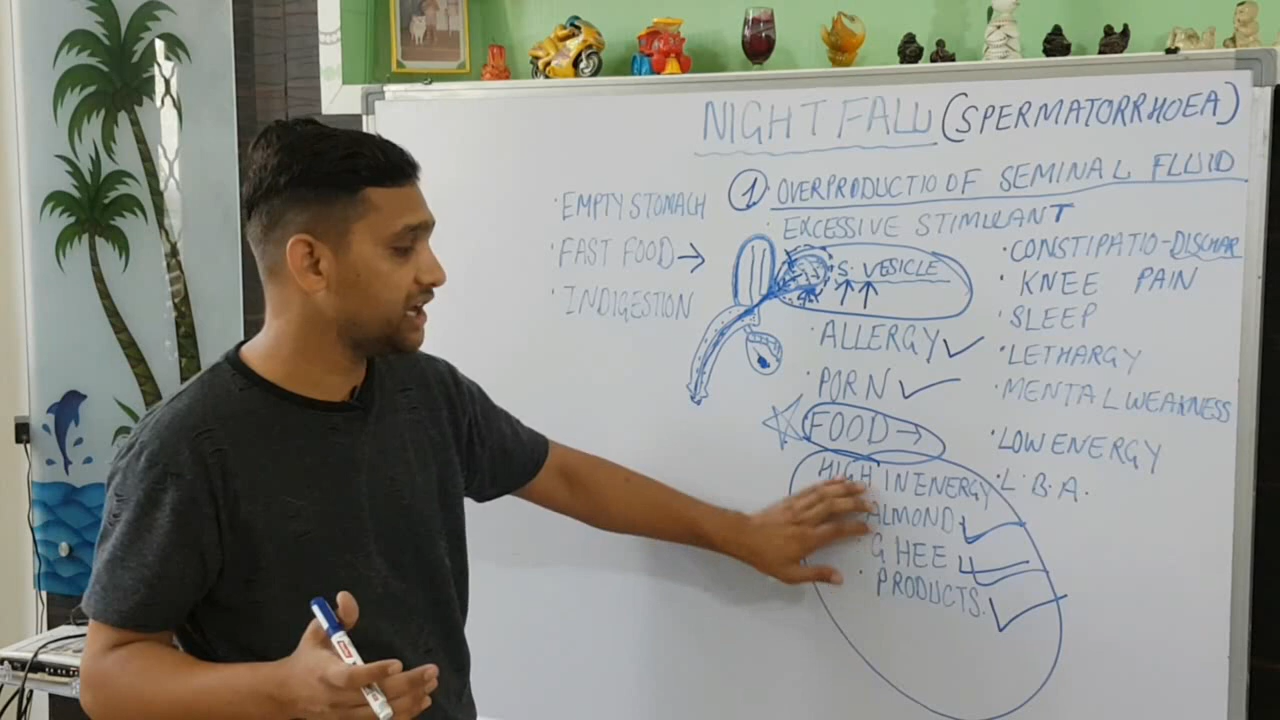 NIGHT FALL (SPERMATORRHOEA)
1 OVERPRODUCTIO OF SEMINAL FLUID
· EXCESSIVE STIMULANT
· EMPTY STOMACH
· FAST FOOD →
· INDIGESTION
S. VESICLE
↑ ↑ ↑
· ALLERGY ✓
· PORN ✓
☆ FOOD →
HIGH IN ENERGY
ALMOND ✓
· GHEE ✓
· PRODUCTS. ✓
· CONSTIPATIO-DISCHAR
· KNEE PAIN
· SLEEP
· LETHARGY
· MENTAL WEAKNESS
· LOW ENERGY
· L. B. A.